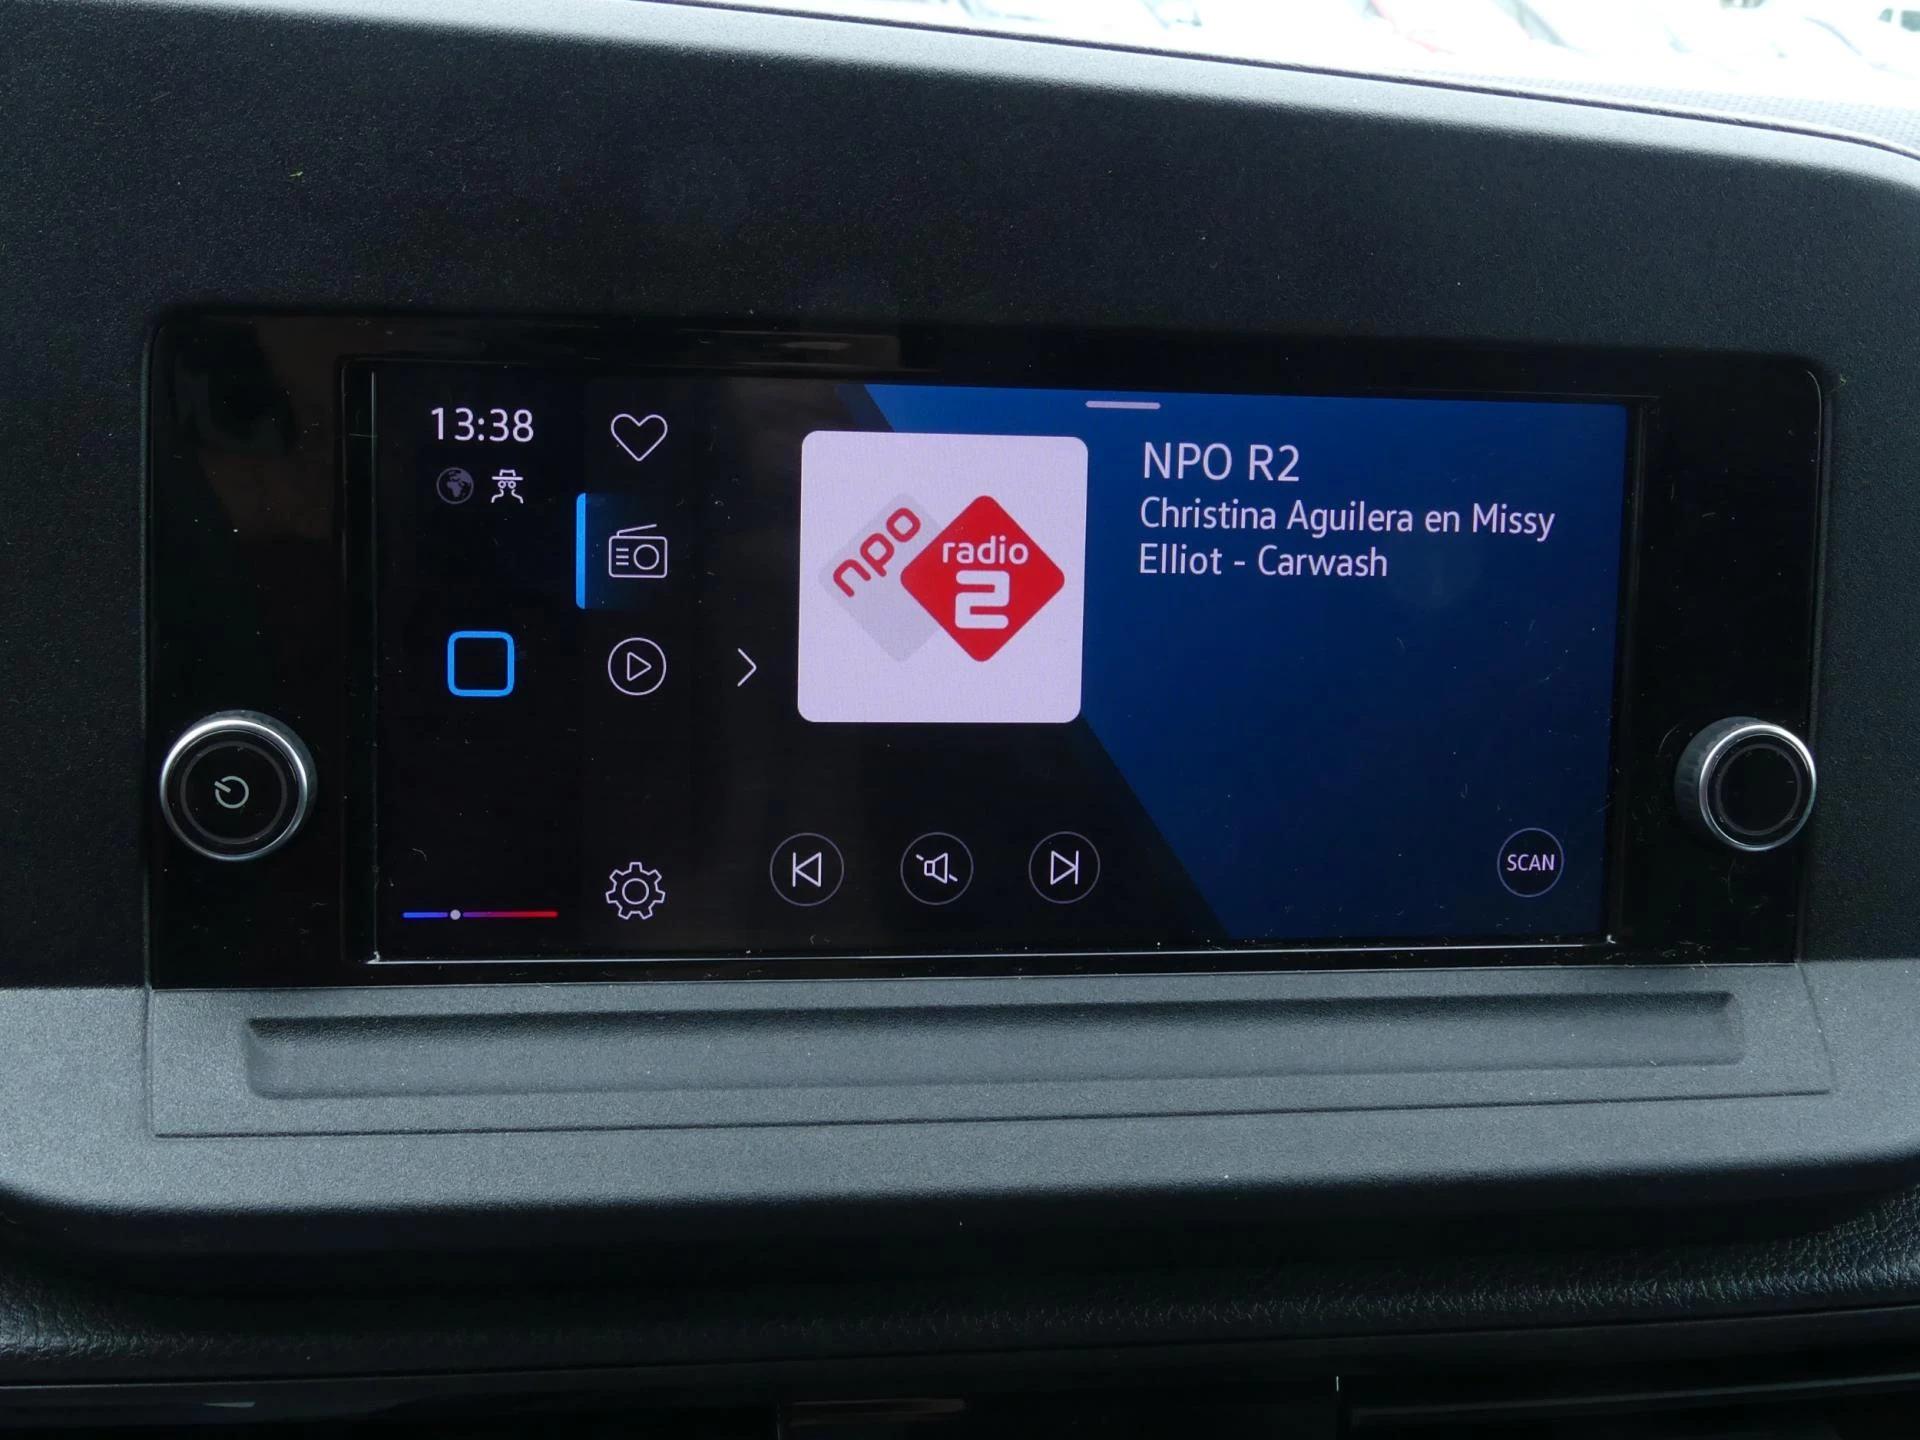 13:38
npo
radio
2
NPO R2
Christina Aguilera en Missy
Elliot - Carwash
SCAN